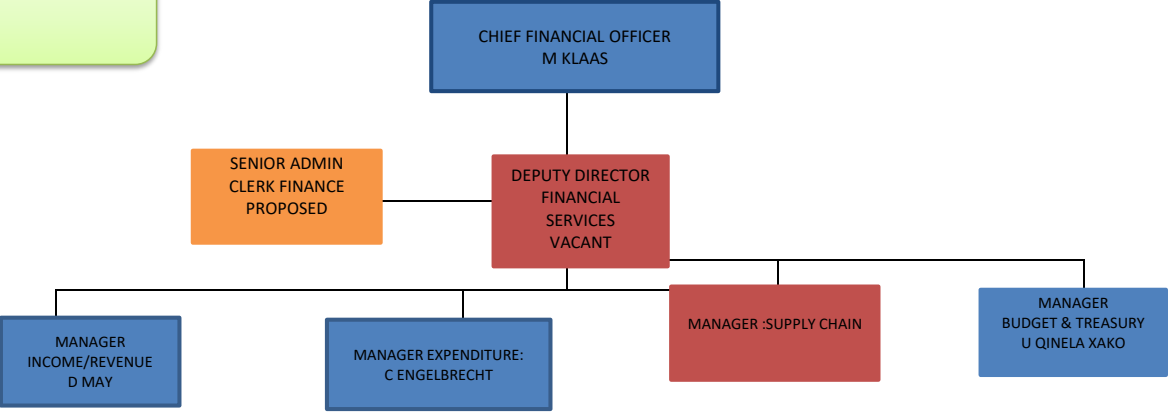 CHIEF FINANCIAL OFFICER
M KLAAS
SENIOR ADMIN
CLERK FINANCE
PROPOSED
DEPUTY DIRECTOR
FINANCIAL
SERVICES
VACANT
MANAGER
INCOME/REVENUE
D MAY
MANAGER EXPENDITURE:
C ENGELBRECHT
MANAGER :SUPPLY CHAIN
MANAGER
BUDGET & TREASURY
U QINELA XAKO